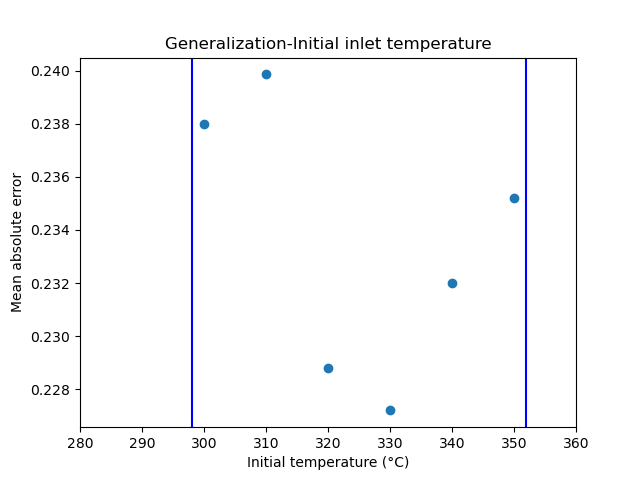 Generalization-Initial inlet temperature
0.240
0.238
0.236
0.234
0.232
0.230
0.228
Mean absolute error
280 290 300 310 320 330 340 350 360
Initial temperature (°C)